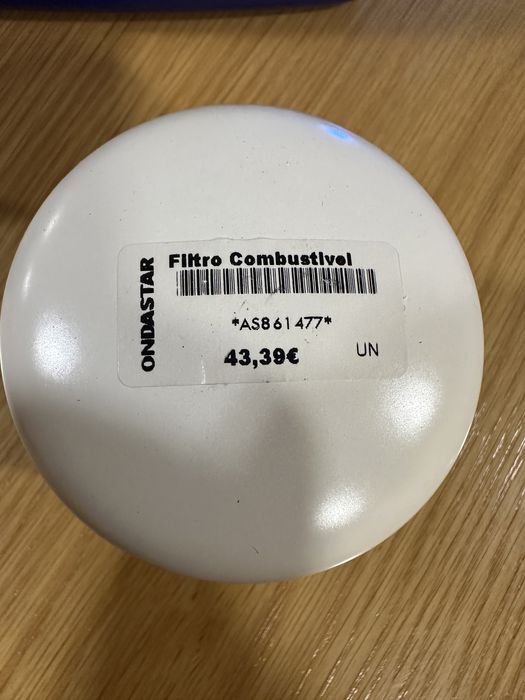 ONDASTAR
Filtro Combustivel
*AS861477*
43,39€
UN